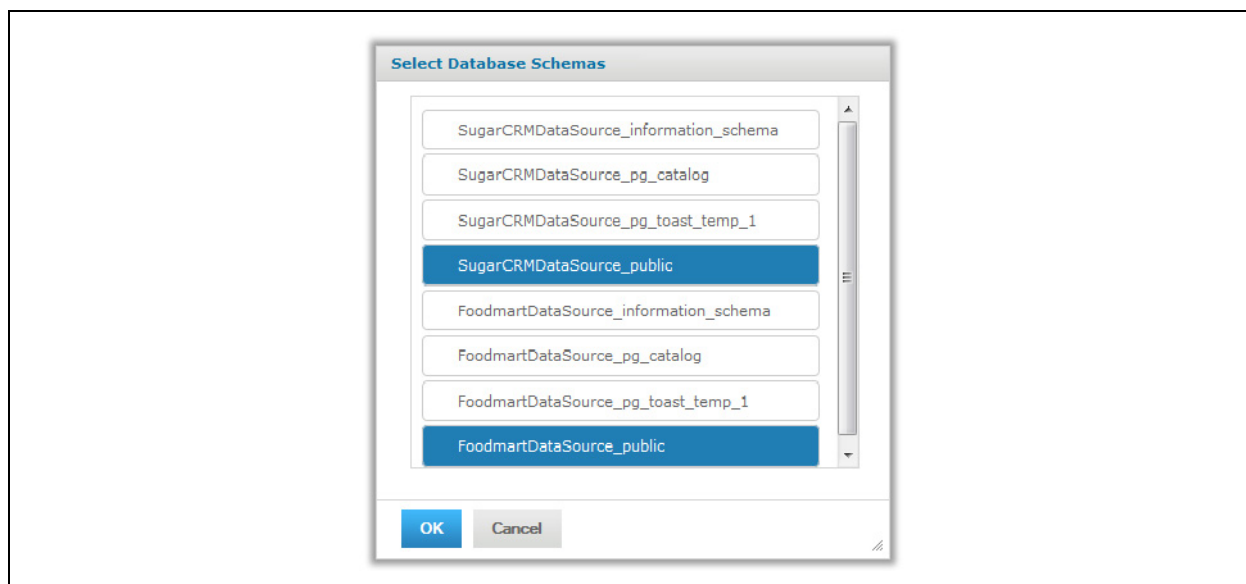 Select Database Schemas
SugarCRMDataSource_information_schema
SugarCRMDataSource_pg_catalog
SugarCRMDataSource_pg_toast_temp_1
SugarCRMDataSource_public
FoodmartDataSource_information_schema
FoodmartDataSource_pg_catalog
FoodmartDataSource_pg_toast_temp_1
FoodmartDataSource_public
OK Cancel